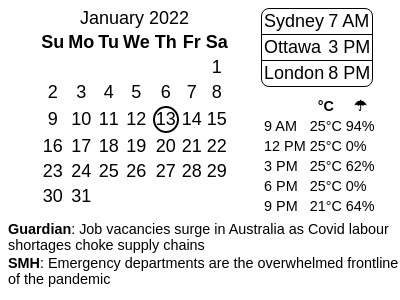 January 2022
Su Mo Tu We Th Fr Sa
1
2 3 4 5 6 7 8
9 10 11 12 13 14 15
16 17 18 19 20 21 22
23 24 25 26 27 28 29
30 31
Sydney 7 AM
Ottawa 3 PM
London 8 PM
°C ☂
9 AM 25°C 94%
12 PM 25°C 0%
3 PM 25°C 62%
6 PM 25°C 0%
9 PM 21°C 64%
Guardian: Job vacancies surge in Australia as Covid labour
shortages choke supply chains
SMH: Emergency departments are the overwhelmed frontline
of the pandemic